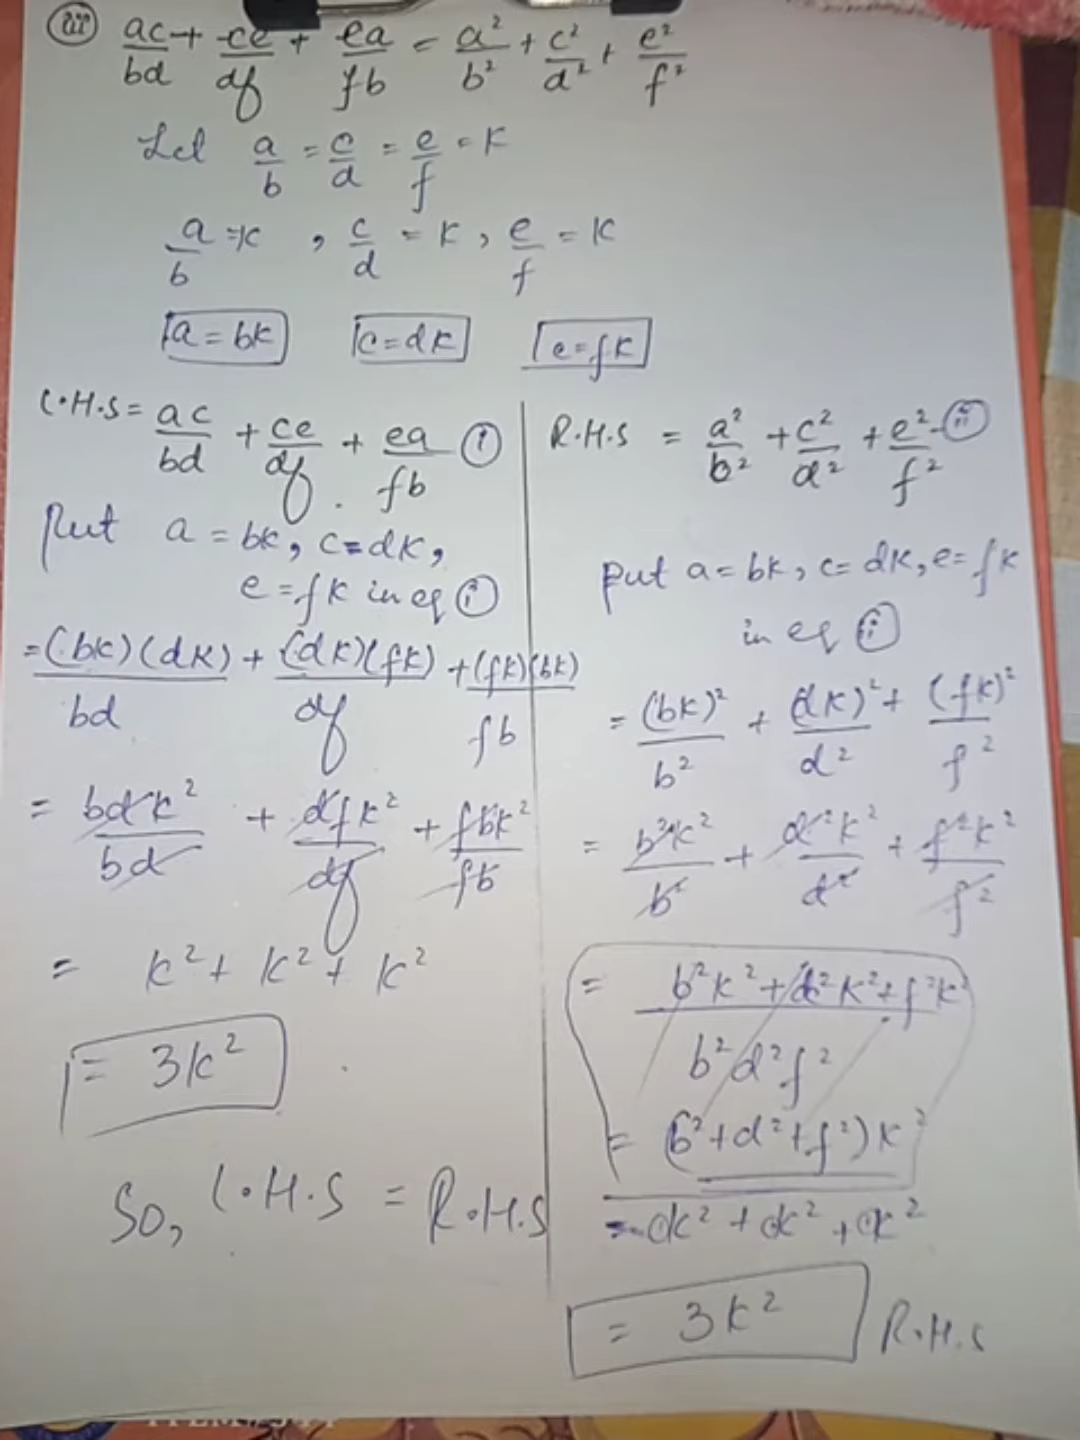 (iii) ac/bd + ce/df + ea/fb = a²/b² + c²/d² + e²/f²
Let a/b = c/d = e/f = K
a/b = K , c/d = K , e/f = K
a = bK c = dK e = fK
L.H.S = ac/bd + ce/df + ea/fb (i)
Put a = bK, c = dK,
e = fK in eq (i)
= (bK)(dK)/bd + (dK)(fK)/df + (fK)(bK)/fb
= bdK²/bd + dfK²/df + fbK²/fb
= K² + K² + K²
= 3K²
So, L.H.S = R.H.S
R.H.S = a²/b² + c²/d² + e²/f² (ii)
put a = bK, c = dK, e = fK
in eq (ii)
= (bK)²/b² + (dK)²/d² + (fK)²/f²
= b²K²/b² + d²K²/d² + f²K²/f²
= b²K² + d²K² + f²K²/b²d²f²
= (b² + d² + f²)K²
= K² + K² + K²
= 3K² R.H.S